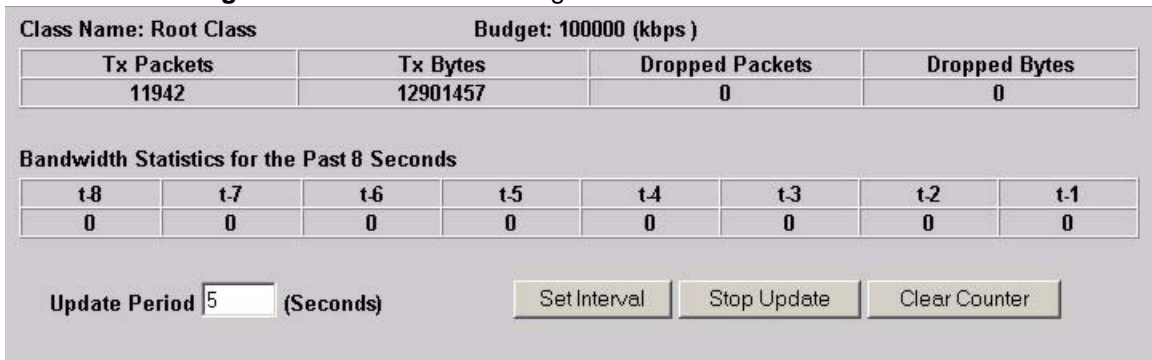 Class Name: Root Class Budget: 100000 (kbps )
Tx Packets Tx Bytes Dropped Packets Dropped Bytes
11942 12901457 0 0
Bandwidth Statistics for the Past 8 Seconds
t-8 t-7 t-6 t-5 t-4 t-3 t-2 t-1
0 0 0 0 0 0 0 0
Update Period 5 (Seconds) Set Interval Stop Update Clear Counter